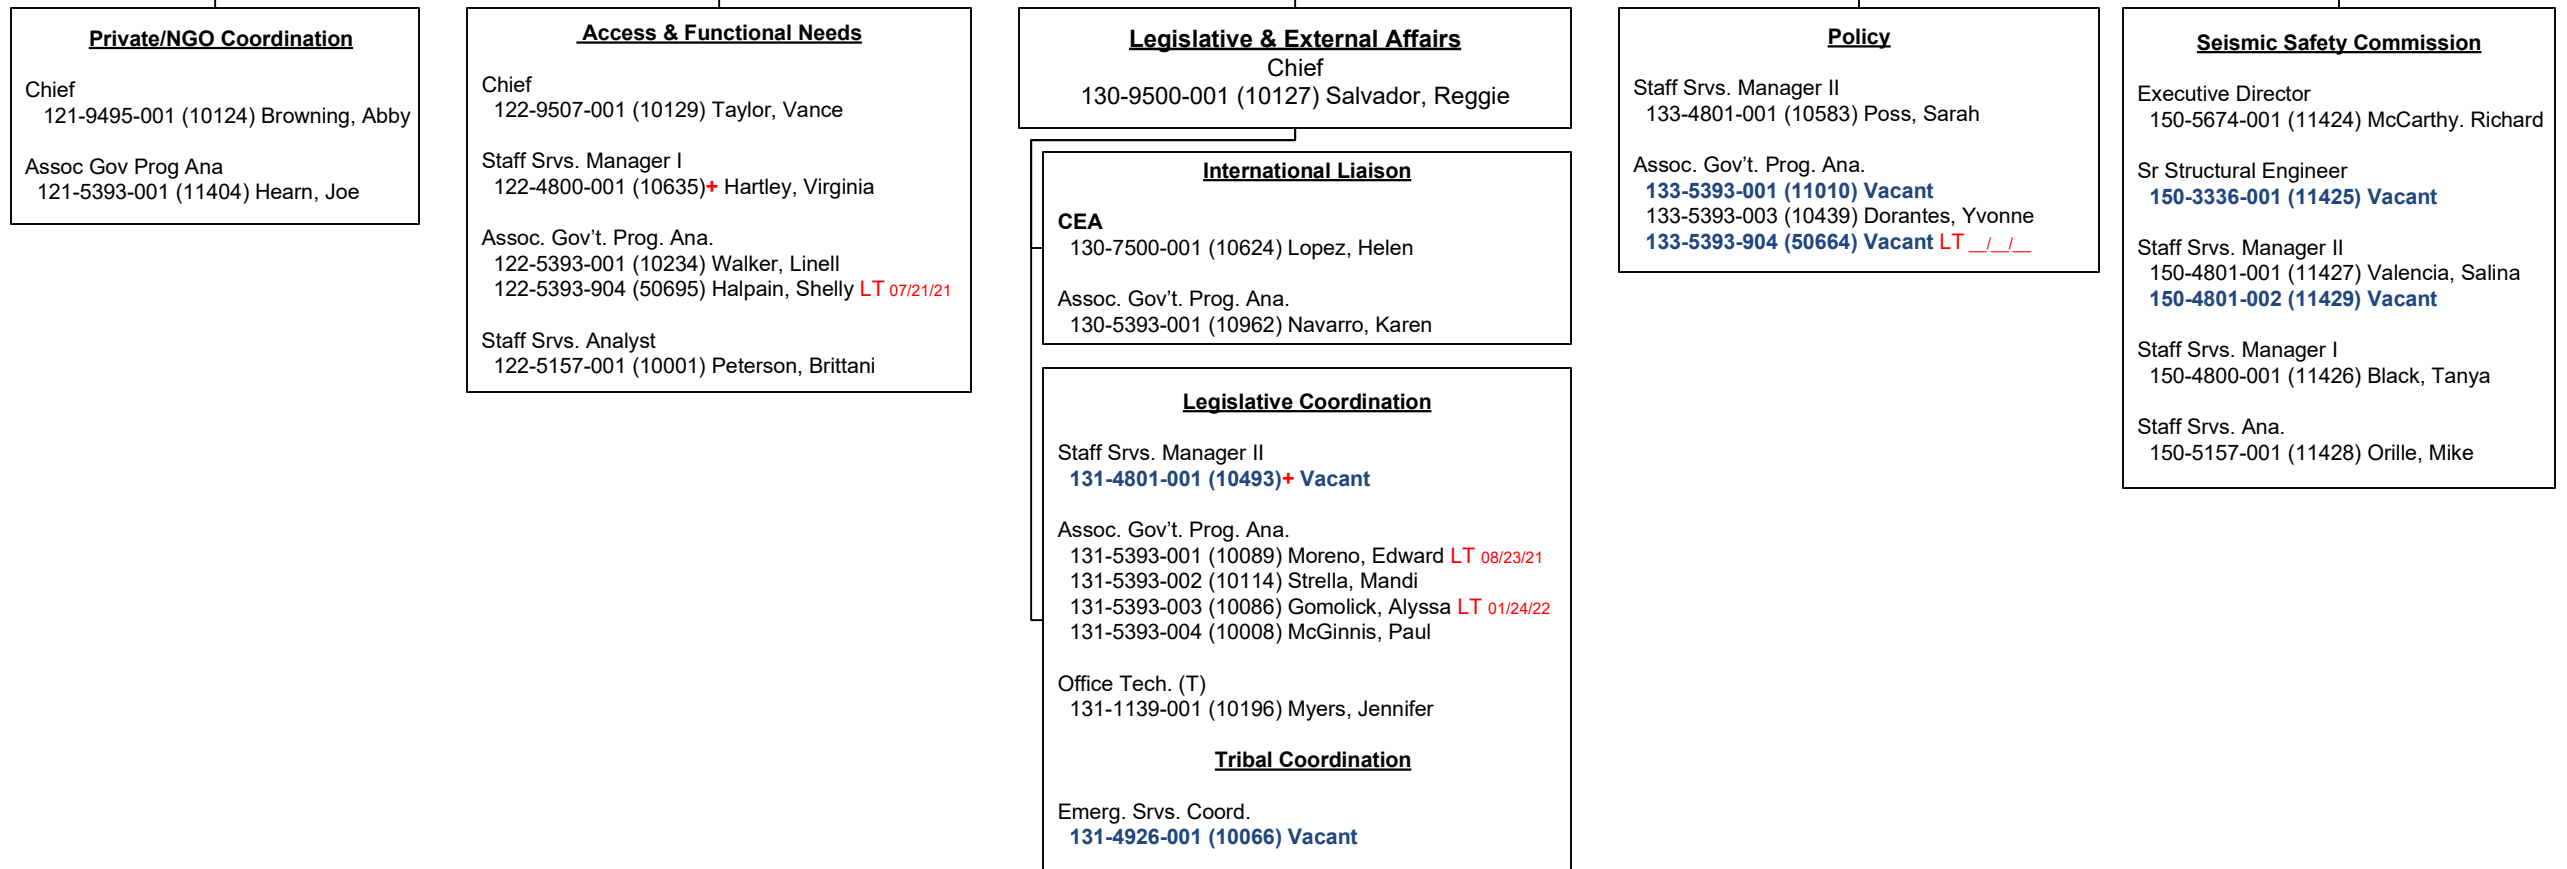 Private/NGO Coordination
Chief
121-9495-001 (10124) Browning, Abby
Assoc Gov Prog Ana
121-5393-001 (11404) Hearn, Joe
Access & Functional Needs
Chief
122-9507-001 (10129) Taylor, Vance
Staff Srvs. Manager I
122-4800-001 (10635)+ Hartley, Virginia
Assoc. Gov’t. Prog. Ana.
122-5393-001 (10234) Walker, Linell
122-5393-904 (50695) Halpain, Shelly LT 07/21/21
Staff Srvs. Analyst
122-5157-001 (10001) Peterson, Brittani
Legislative & External Affairs
Chief
130-9500-001 (10127) Salvador, Reggie
International Liaison
CEA
130-7500-001 (10624) Lopez, Helen
Assoc. Gov’t. Prog. Ana.
130-5393-001 (10962) Navarro, Karen
Legislative Coordination
Staff Srvs. Manager II
131-4801-001 (10493)+ Vacant
Assoc. Gov’t. Prog. Ana.
131-5393-001 (10089) Moreno, Edward LT 08/23/21
131-5393-002 (10114) Strella, Mandi
131-5393-003 (10086) Gomolick, Alyssa LT 01/24/22
131-5393-004 (10008) McGinnis, Paul
Office Tech. (T)
131-1139-001 (10196) Myers, Jennifer
Tribal Coordination
Emerg. Srvs. Coord.
131-4926-001 (10066) Vacant
Policy
Staff Srvs. Manager II
133-4801-001 (10583) Poss, Sarah
Assoc. Gov’t. Prog. Ana.
133-5393-001 (11010) Vacant
133-5393-003 (10439) Dorantes, Yvonne
133-5393-904 (50664) Vacant LT __/__/__
Seismic Safety Commission
Executive Director
150-5674-001 (11424) McCarthy. Richard
Sr Structural Engineer
150-3336-001 (11425) Vacant
Staff Srvs. Manager II
150-4801-001 (11427) Valencia, Salina
150-4801-002 (11429) Vacant
Staff Srvs. Manager I
150-4800-001 (11426) Black, Tanya
Staff Srvs. Ana.
150-5157-001 (11428) Orille, Mike